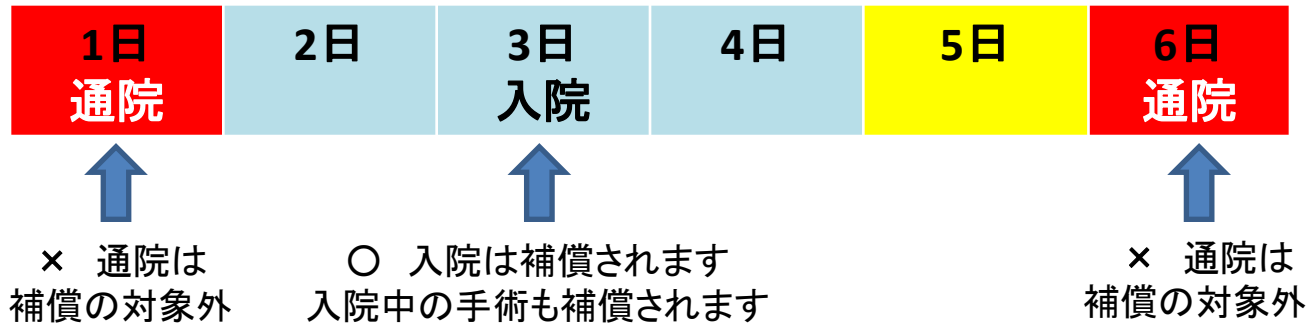 1日 2日 3日 4日 5日 6日
通院 入院 通院
× 通院は
補償の対象外
○ 入院は補償されます
入院中の手術も補償されます
× 通院は
補償の対象外